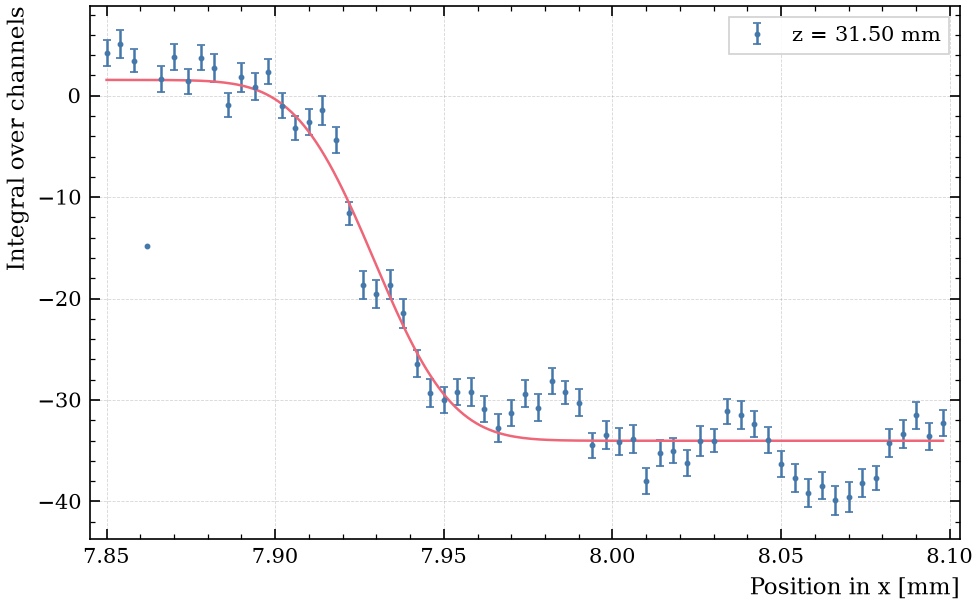 Integral over channels
z = 31.50 mm
0
−10
−20
−30
−40
7.85 7.90 7.95 8.00 8.05 8.10
Position in x [mm]